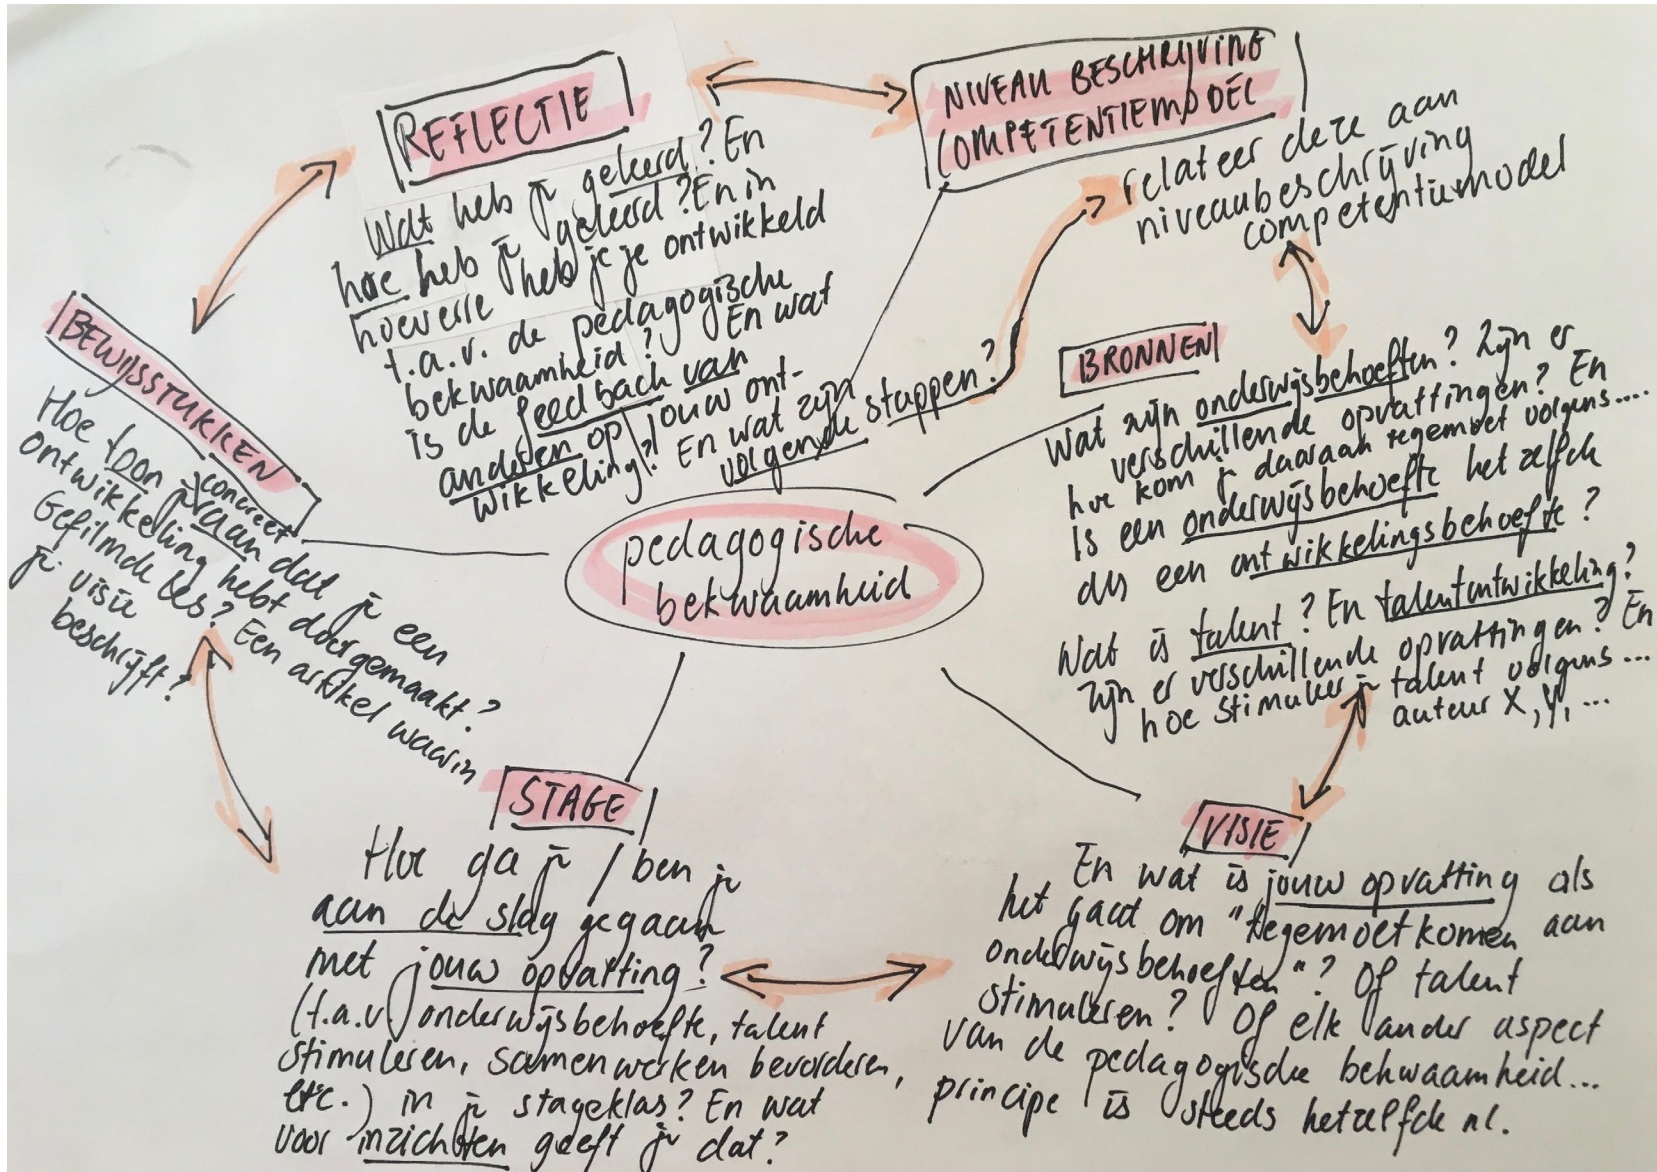 REFLECTIE
Wat heb je geleerd? En
hoe heb je geleerd? En in
hoeverre heb je je ontwikkeld
t.a.v. de pedagogische
bekwaamheid? En wat
is de feedback van
anderen op jouw ont-
wikkeling? En wat zijn
volgende stappen?
NIVEAU BESCHRIJVING
COMPETENTIEMODEL
relateer deze aan
niveaubeschrijving
competentiemodel
BRONNEN
Wat zijn onderwijsbehoeften? Zijn er
verschillende opvattingen? En
hoe kom je daaraan tegemoet volgens....
Is een onderwijsbehoefte hetzelfde
als een ontwikkelingsbehoefte?
Wat is talent? En talentontwikkeling?
Zijn er verschillende opvattingen? En
hoe stimuleer je talent volgens...
auteur X, Y, ...
BEWIJSSTUKKEN
Hoe toon je concreet
aan dat je een
ontwikkeling hebt doorgemaakt?
Gefilmde les? Een artikel waarin
je visie
beschrijft?
pedagogische
bekwaamheid
STAGE
Hoe ga je / ben je
aan de slag gegaan
met jouw opvatting?
(t.a.v. onderwijsbehoefte, talent
stimuleren, samenwerken bevorderen,
etc.) in je stageklas? En wat
voor inzichten geeft je dat?
VISIE
En wat is jouw opvatting als
het gaat om "tegemoetkomen aan
onderwijsbehoeften"? Of talent
stimuleren? Of elk ander aspect
van de pedagogische bekwaamheid...
principe is steeds hetzelfde nl.